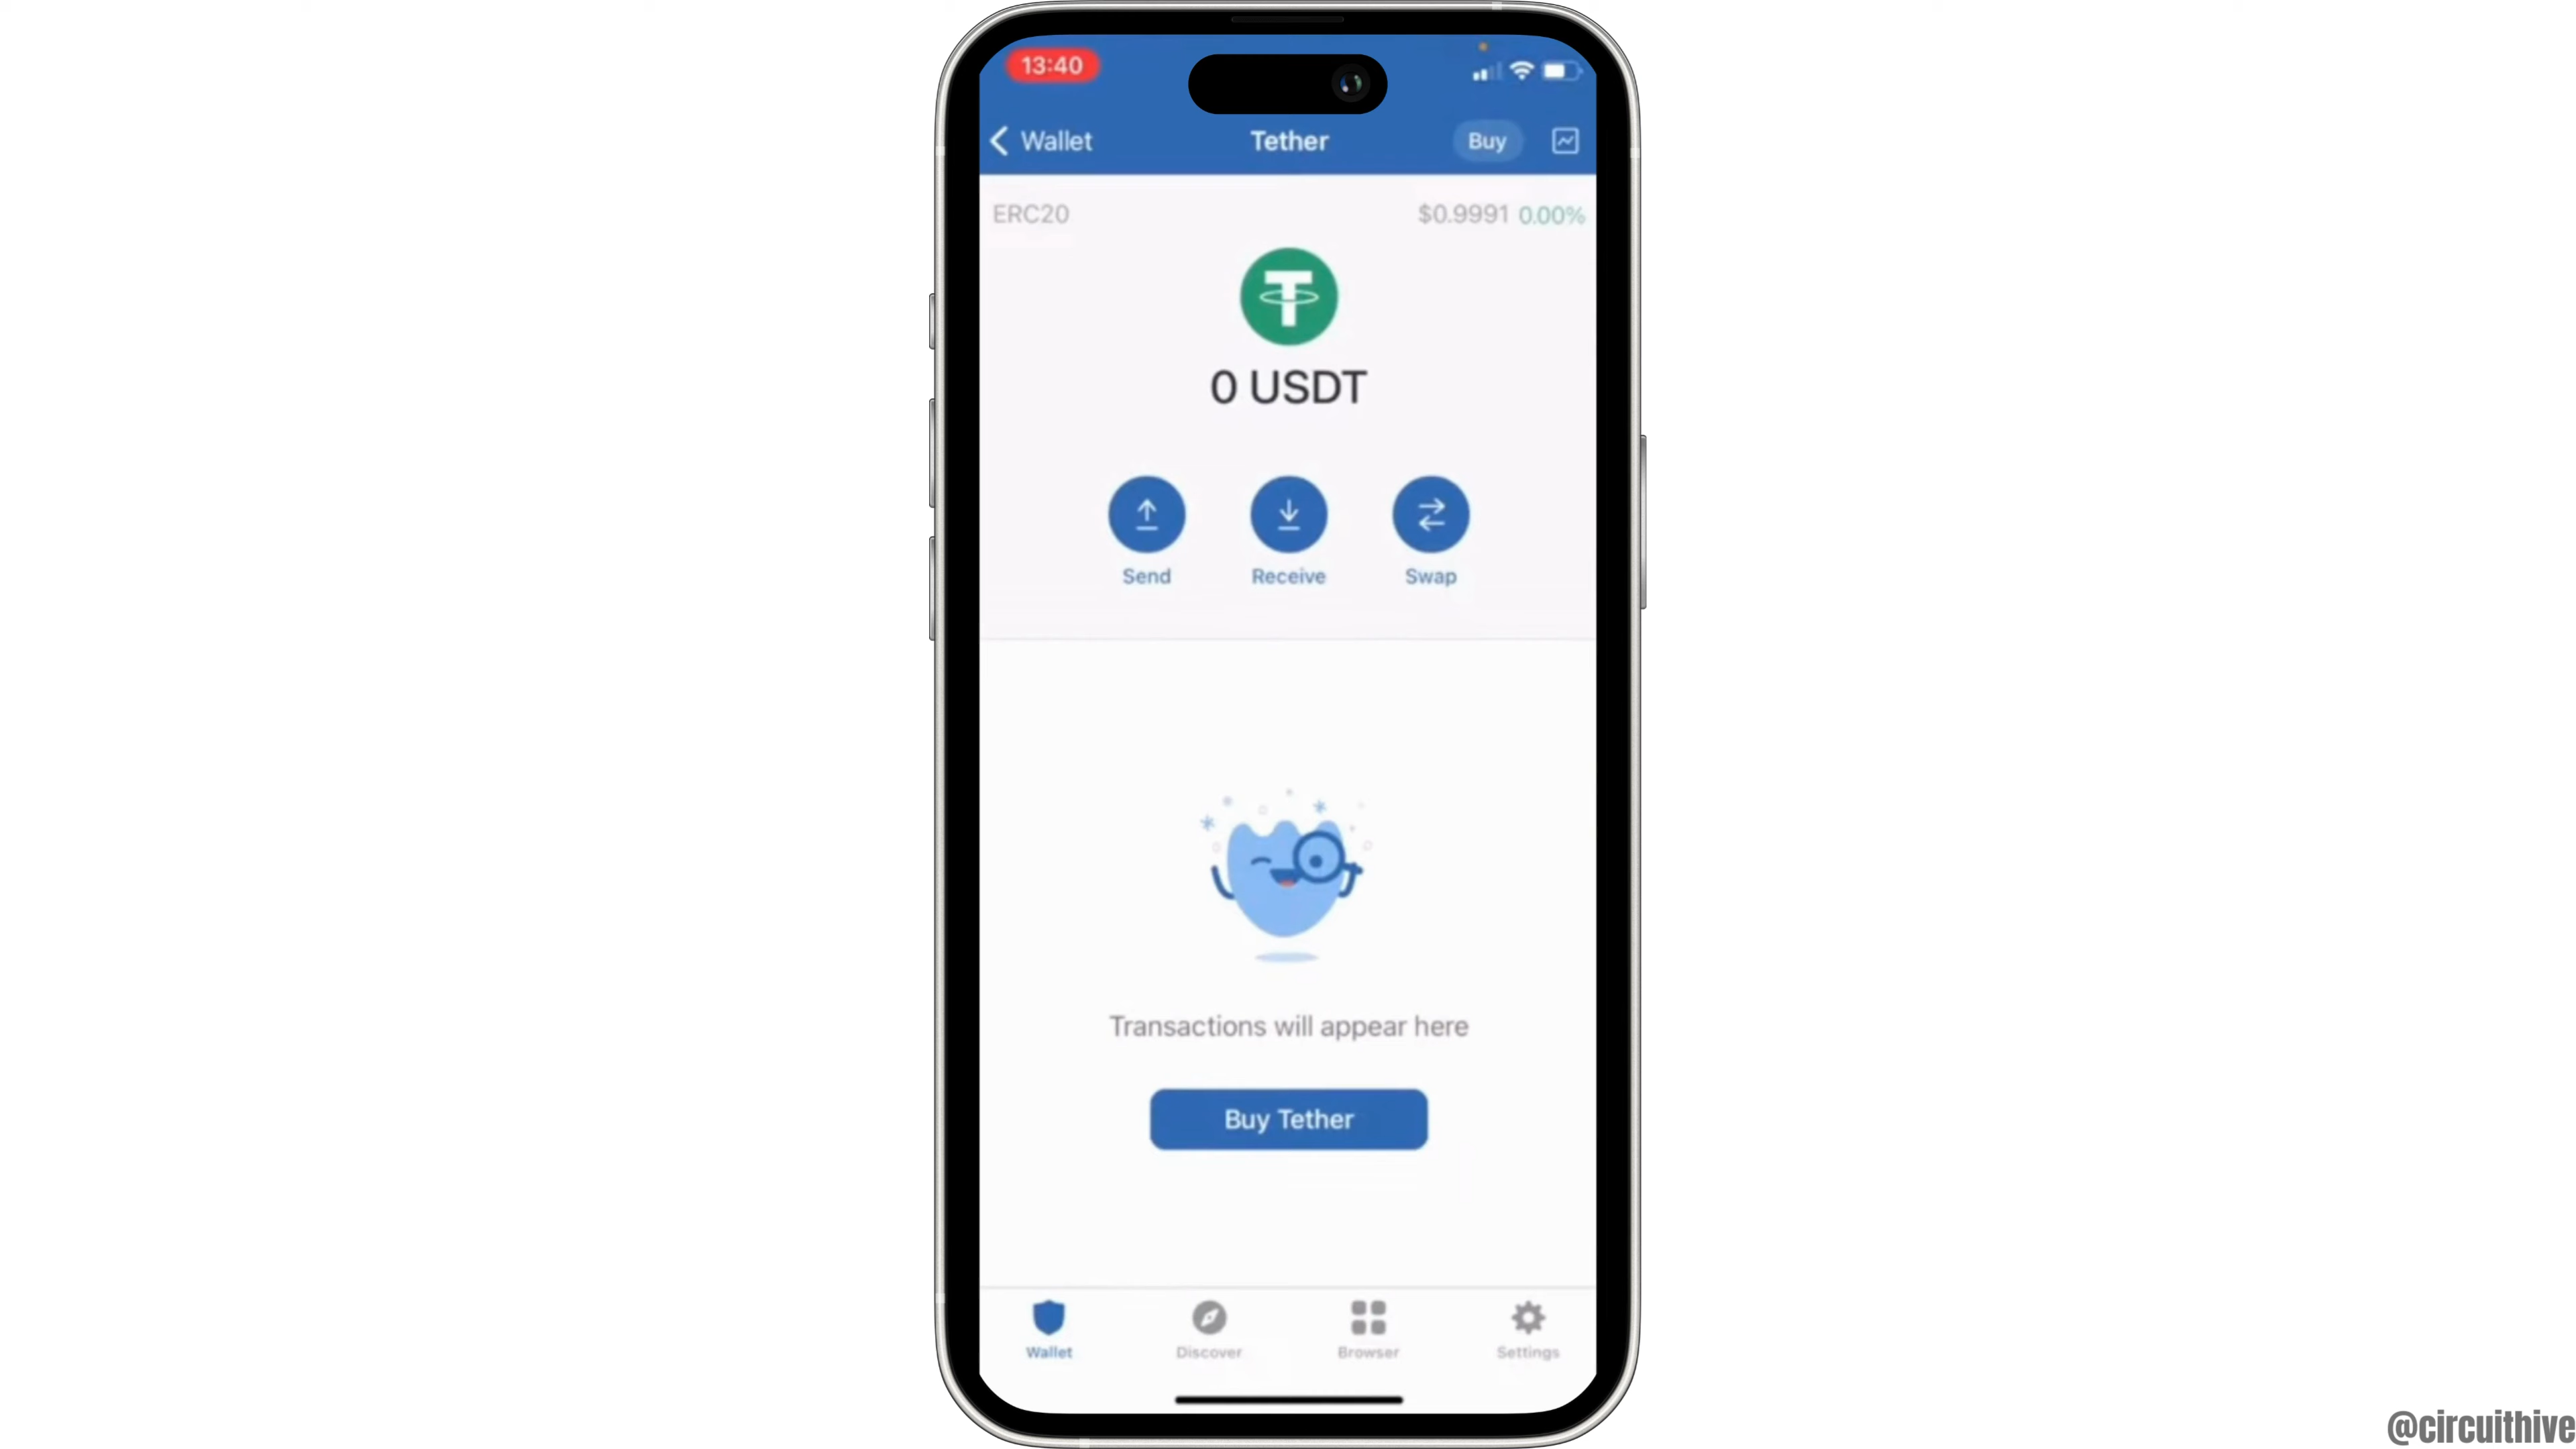 13:40
Wallet
Tether
Buy
ERC20
$0.9991 0.00%
0 USDT
Send
Receive
Swap
Transactions will appear here
Buy Tether
Wallet
Discover
Browser
Settings
@circuithive